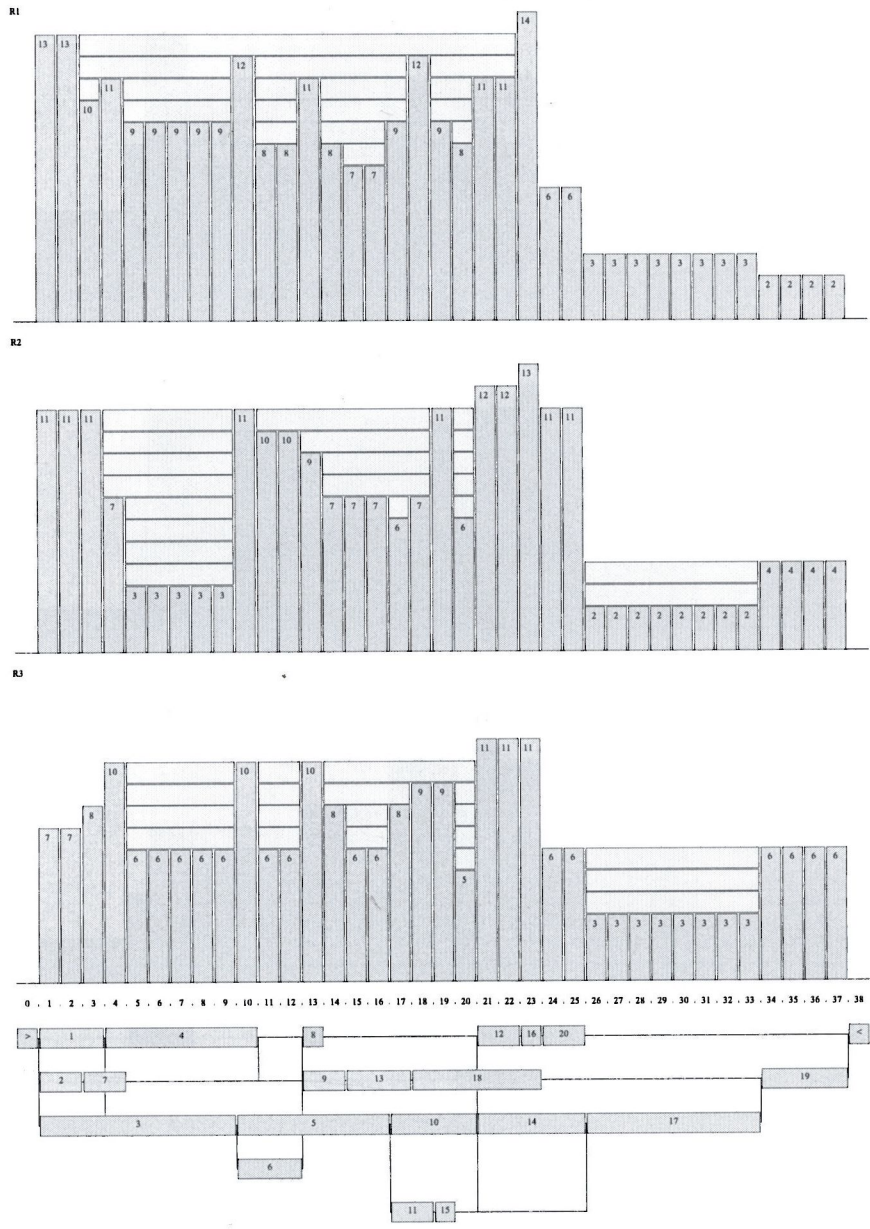 R1
13 13 10 11 9 9 9 9 9 12 8 8 11 8 7 7 9 12 9 8 11 11 14 6 6 3 3 3 3 3 3 3 3 2 2 2 2
R2
11 11 11 7 3 3 3 3 3 11 10 10 9 7 7 7 6 7 11 6 12 12 13 11 11 2 2 2 2 2 2 2 2 4 4 4 4
R3
7 7 8 10 6 6 6 6 6 10 6 6 10 8 6 6 8 9 9 5 11 11 11 6 6 3 3 3 3 3 3 3 3 6 6 6 6
0 . 1 . 2 . 3 . 4 . 5 . 6 . 7 . 8 . 9 . 10 . 11 . 12 . 13 . 14 . 15 . 16 . 17 . 18 . 19 . 20 . 21 . 22 . 23 . 24 . 25 . 26 . 27 . 28 . 29 . 30 . 31 . 32 . 33 . 34 . 35 . 36 . 37 . 38
> 1 4 8 12 16 20 <
2 7 9 13 18 19
3 5 10 14 17
6
11 15